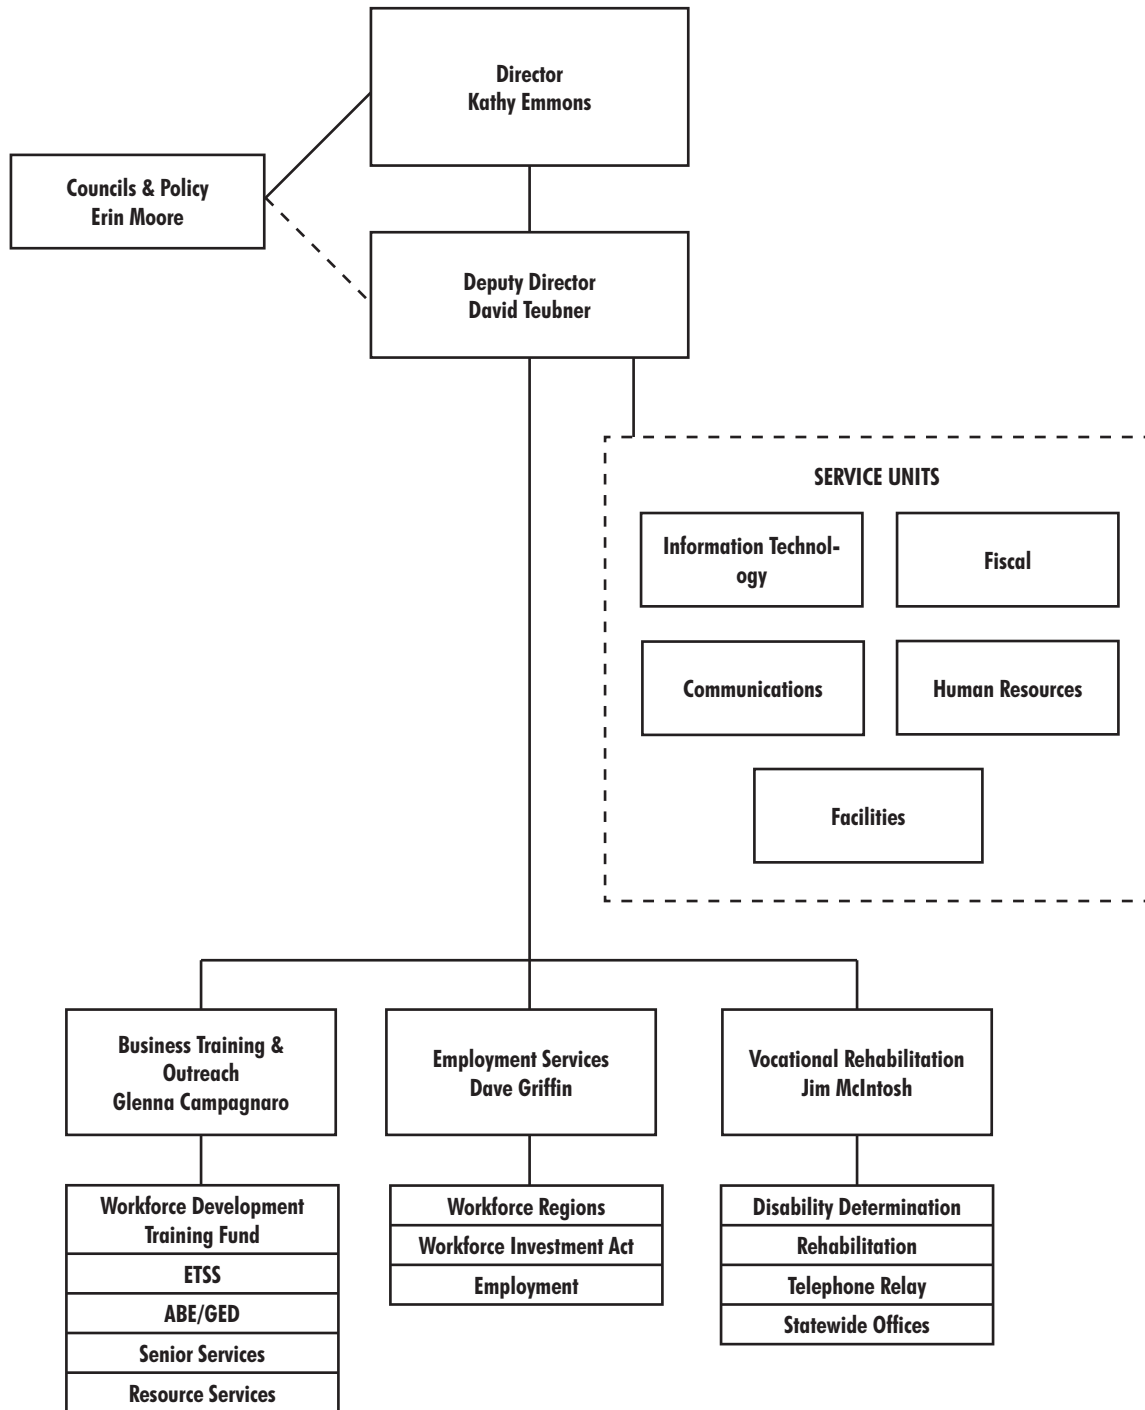 Director
Kathy Emmons
Councils & Policy
Erin Moore
Deputy Director
David Teubner
SERVICE UNITS
Information Technol-
ogy
Fiscal
Communications
Human Resources
Facilities
Business Training &
Outreach
Glenna Campagnaro
Employment Services
Dave Griffin
Vocational Rehabilitation
Jim McIntosh
Workforce Development
Training Fund
ETSS
ABE/GED
Senior Services
Resource Services
Workforce Regions
Workforce Investment Act
Employment
Disability Determination
Rehabilitation
Telephone Relay
Statewide Offices